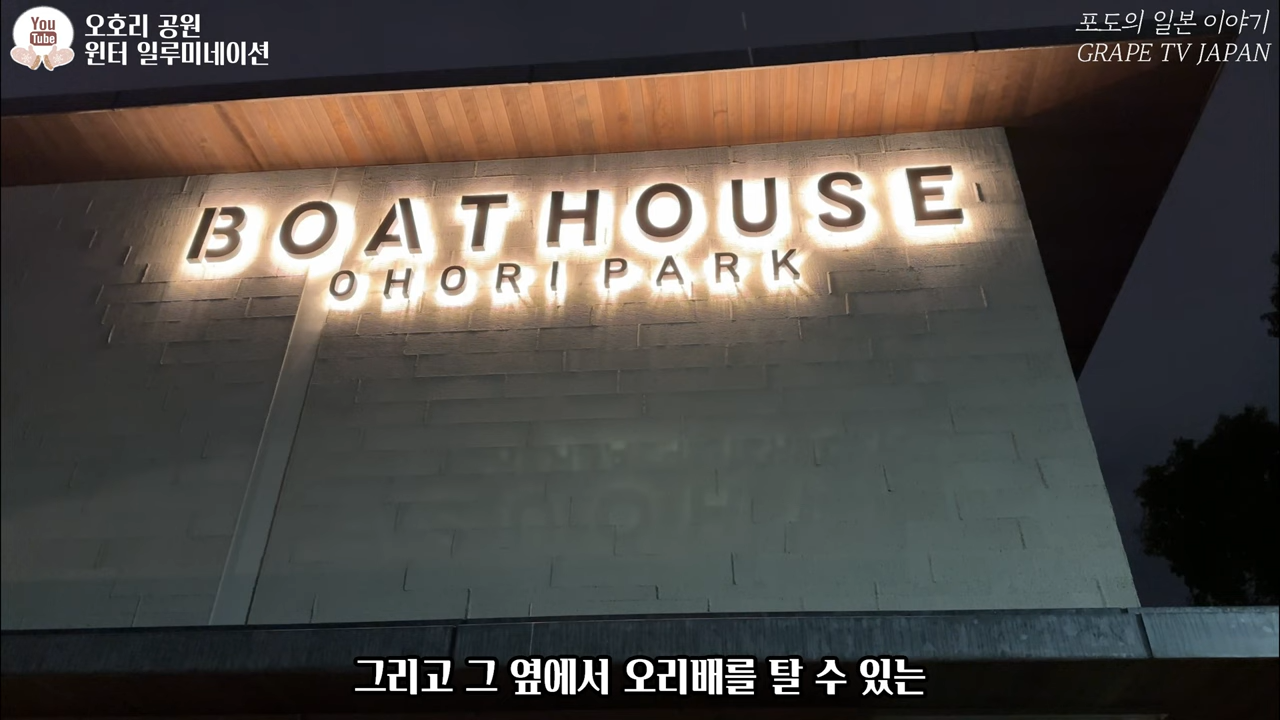 You
Tube
오호리 공원
윈터 일루미네이션
포도의 일본 이야기
GRAPE TV JAPAN
BOATHOUSE
OHORI PARK
그리고 그 옆에서 오리배를 탈 수 있는